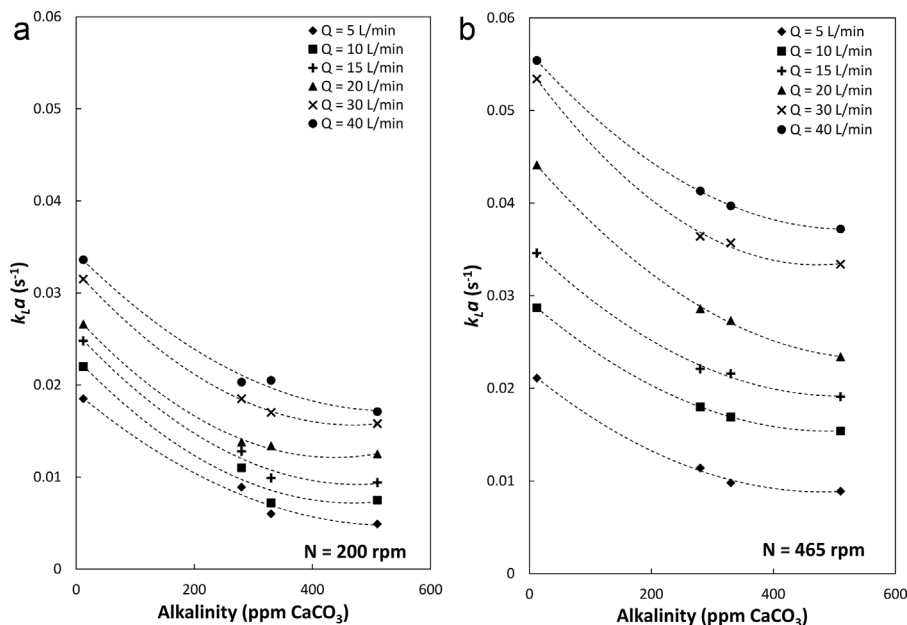 a
Q = 5 L/min
Q = 10 L/min
Q = 15 L/min
Q = 20 L/min
Q = 30 L/min
Q = 40 L/min
0.06
0.05
0.04
0.03
0.02
0.01
0
kLa (s-1)
N = 200 rpm
0 200 400 600
Alkalinity (ppm CaCO3)
b
Q = 5 L/min
Q = 10 L/min
Q = 15 L/min
Q = 20 L/min
Q = 30 L/min
Q = 40 L/min
0.06
0.05
0.04
0.03
0.02
0.01
0
kLa (s-1)
N = 465 rpm
0 200 400 600
Alkalinity (ppm CaCO3)